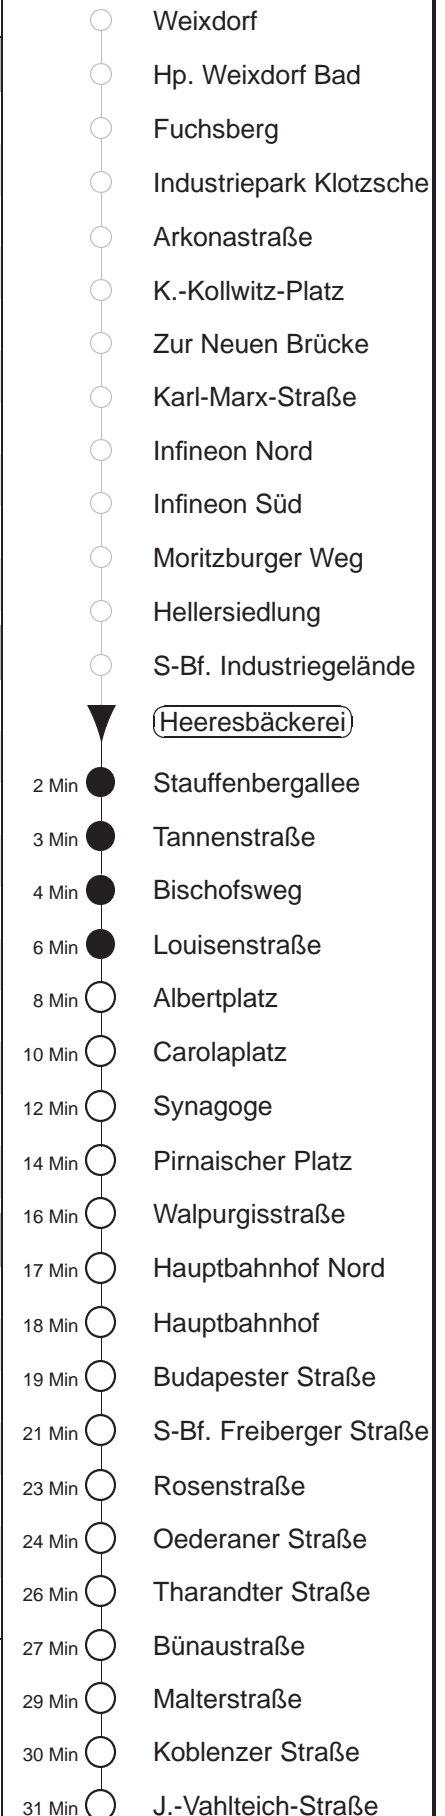 Weixdorf
Hp. Weixdorf Bad
Fuchsberg
Industriepark Klotzsche
Arkonastraße
K.-Kollwitz-Platz
Zur Neuen Brücke
Karl-Marx-Straße
Infineon Nord
Infineon Süd
Moritzburger Weg
Hellersiedlung
S-Bf. Industriegelände
Heeresbäckerei
2 Min Stauffenbergallee
3 Min Tannenstraße
4 Min Bischofsweg
6 Min Louisenstraße
8 Min Albertplatz
10 Min Carolaplatz
12 Min Synagoge
14 Min Pirnaischer Platz
16 Min Walpurgisstraße
17 Min Hauptbahnhof Nord
18 Min Hauptbahnhof
19 Min Budapester Straße
21 Min S-Bf. Freiberger Straße
23 Min Rosenstraße
24 Min Oederaner Straße
26 Min Tharandter Straße
27 Min Bünaustraße
29 Min Malterstraße
30 Min Koblenzer Straße
31 Min J.-Vahlteich-Straße